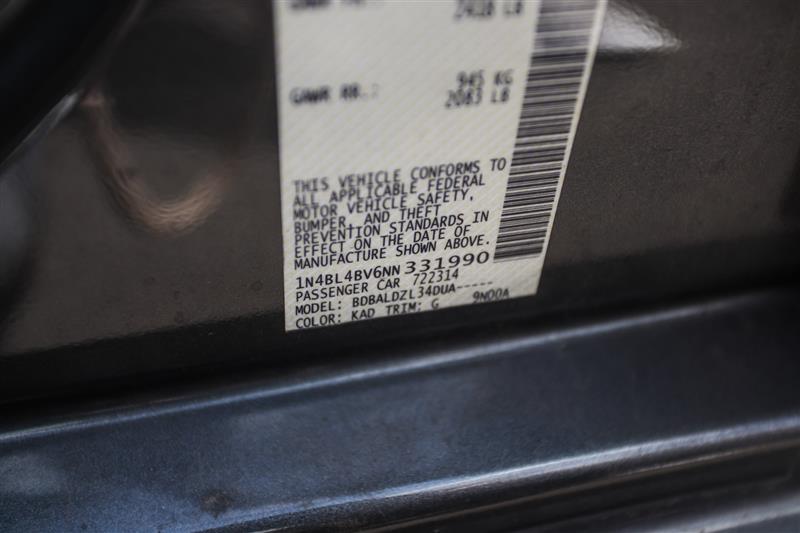 2410 LB
945 KG
GAWR RR.: 2083 LB
THIS VEHICLE CONFORMS TO
ALL APPLICABLE FEDERAL
MOTOR VEHICLE SAFETY,
BUMPER, AND THEFT
PREVENTION STANDARDS IN
EFFECT ON THE DATE OF
MANUFACTURE SHOWN ABOVE.
1N4BL4BV6NN331990
PASSENGER CAR 722314
MODEL: BDBALDZL34DUA-----
COLOR: KAD TRIM: G 9N00A